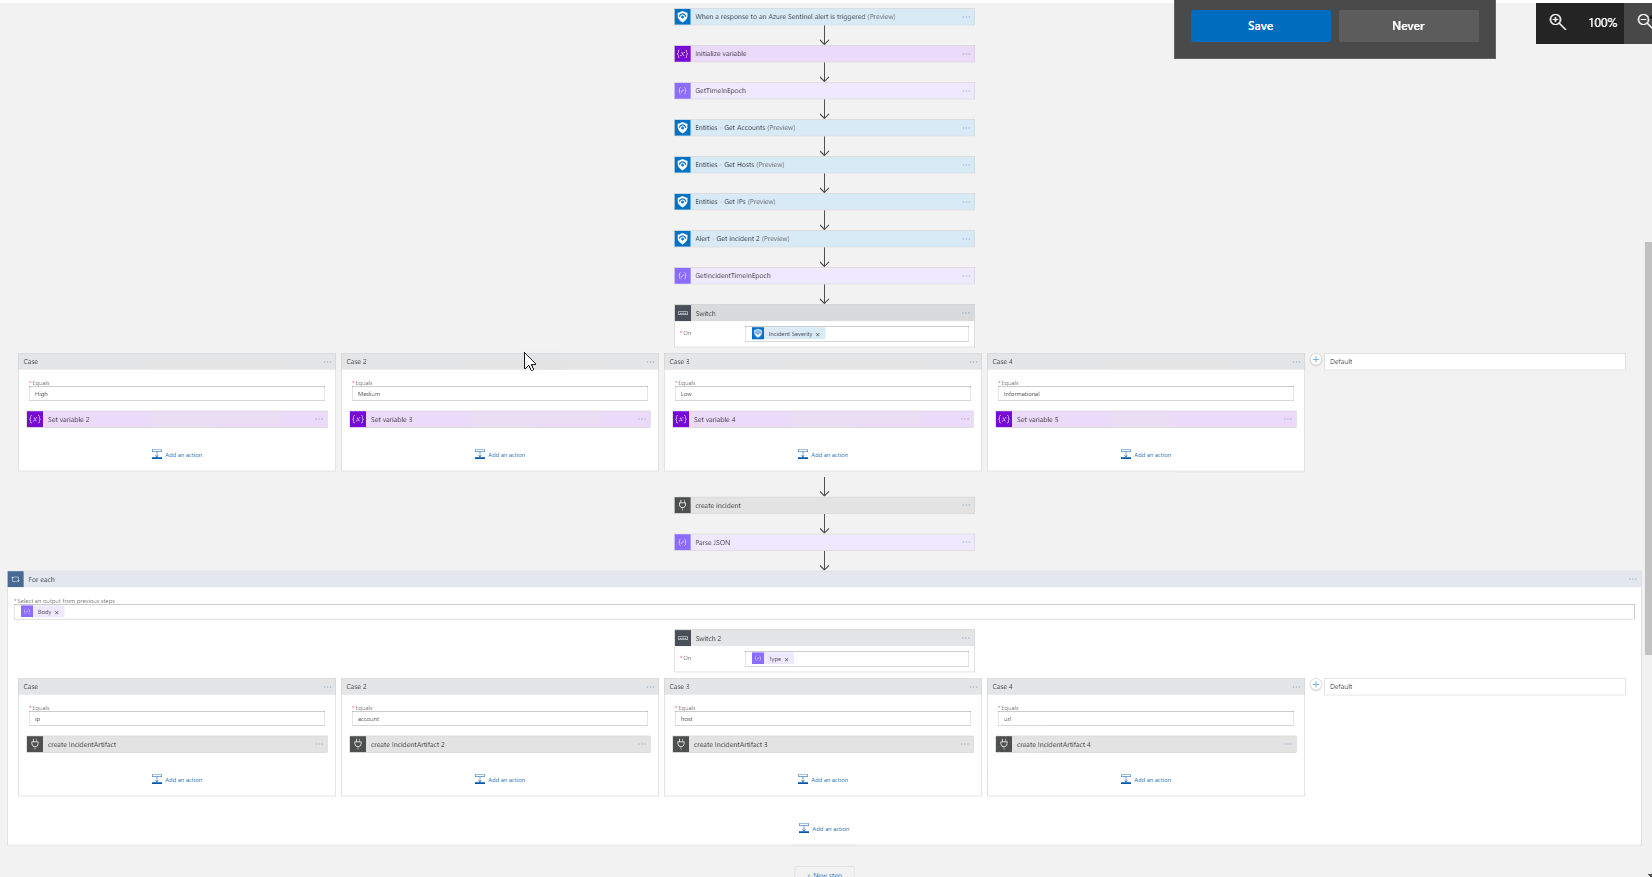 When a response to an Azure Sentinel alert is triggered (Preview)
Save
Never
100%
Initialize variable
GetTimeInEpoch
Entities - Get Accounts (Preview)
Entities - Get Hosts (Preview)
Entities - Get IPs (Preview)
Alert - Get incident 2 (Preview)
GetIncidentTimeInEpoch
Switch
* On
Incident Severity ×
Case
Case 2
Case 3
Case 4
Default
* Equals
* Equals
* Equals
* Equals
High
Medium
Low
Informational
Set variable 2
Set variable 3
Set variable 4
Set variable 5
Add an action
Add an action
Add an action
Add an action
create incident
Parse JSON
For each
* Select an output from previous steps
Body ×
Switch 2
* On
Type ×
Case
Case 2
Case 3
Case 4
Default
* Equals
* Equals
* Equals
* Equals
ip
account
host
url
create IncidentArtifact
create IncidentArtifact 2
create IncidentArtifact 3
create IncidentArtifact 4
Add an action
Add an action
Add an action
Add an action
Add an action
+ New step